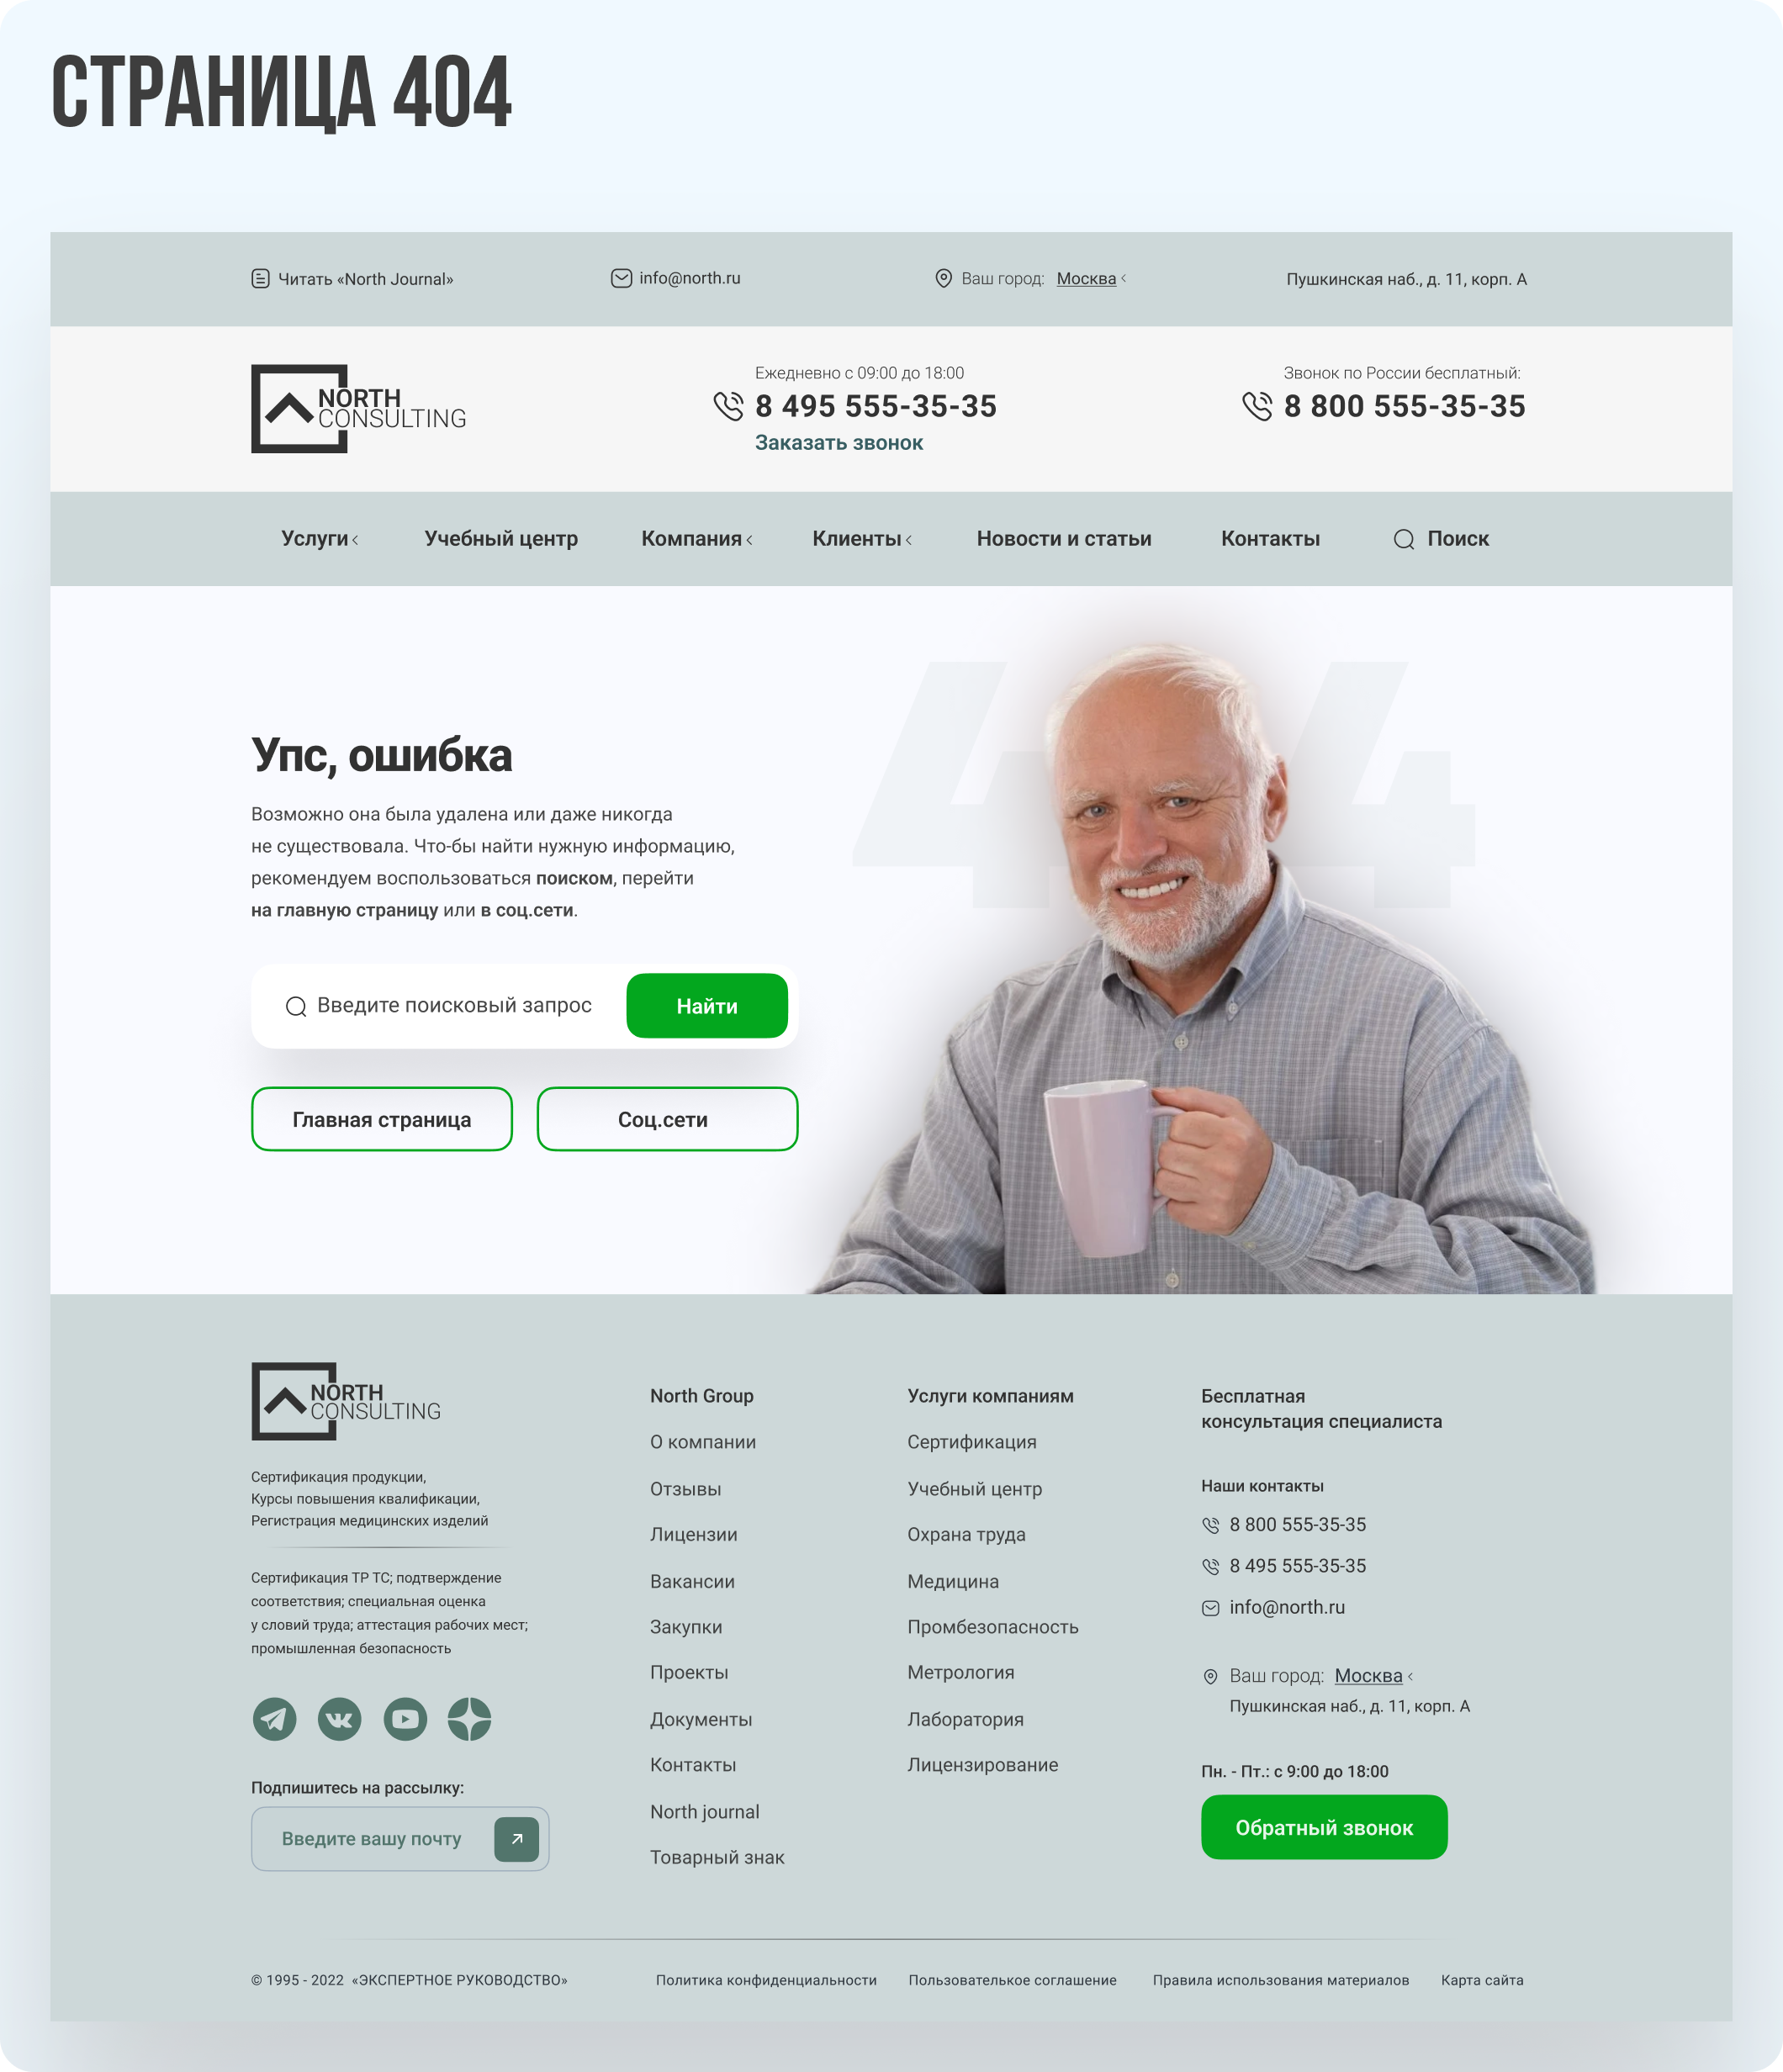 СТРАНИЦА 404
Читать «North Journal»
info@north.ru
Ваш город: Москва
Пушкинская наб., д. 11, корп. А
NORTH
CONSULTING
Ежедневно с 09:00 до 18:00
8 495 555-35-35
Заказать звонок
Звонок по России бесплатный:
8 800 555-35-35
Услуги
Учебный центр
Компания
Клиенты
Новости и статьи
Контакты
Поиск
4 4
Упс, ошибка
Возможно она была удалена или даже никогда
не существовала. Что-бы найти нужную информацию,
рекомендуем воспользоваться поиском, перейти
на главную страницу или в соц.сети.
Введите поисковый запрос
Найти
Главная страница
Соц.сети
NORTH
CONSULTING
Сертификация продукции,
Курсы повышения квалификации,
Регистрация медицинских изделий
Сертификация ТР ТС; подтверждение
соответствия; специальная оценка
у словий труда; аттестация рабочих мест;
промышленная безопасность
Подпишитесь на рассылку:
Введите вашу почту
North Group
О компании
Отзывы
Лицензии
Вакансии
Закупки
Проекты
Документы
Контакты
North journal
Товарный знак
Услуги компаниям
Сертификация
Учебный центр
Охрана труда
Медицина
Промбезопасность
Метрология
Лаборатория
Лицензирование
Бесплатная
консультация специалиста
Наши контакты
8 800 555-35-35
8 495 555-35-35
info@north.ru
Ваш город: Москва
Пушкинская наб., д. 11, корп. А
Пн. - Пт.: с 9:00 до 18:00
Обратный звонок
© 1995 - 2022 «ЭКСПЕРТНОЕ РУКОВОДСТВО»
Политика конфиденциальности
Пользователькое соглашение
Правила использования материалов
Карта сайта